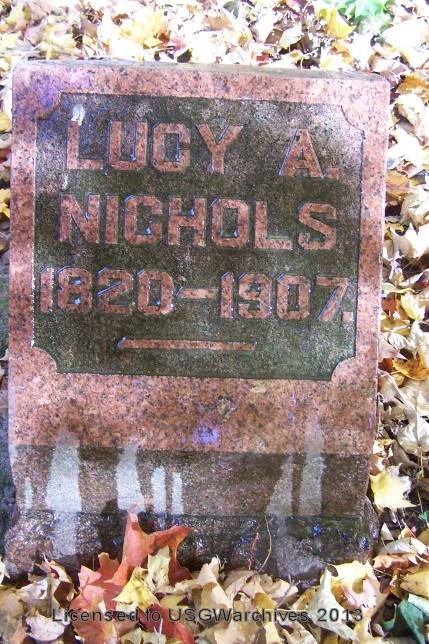 LUCY A.
NICHOLS
1820-1907.
Licensed to USGWarchives 2013